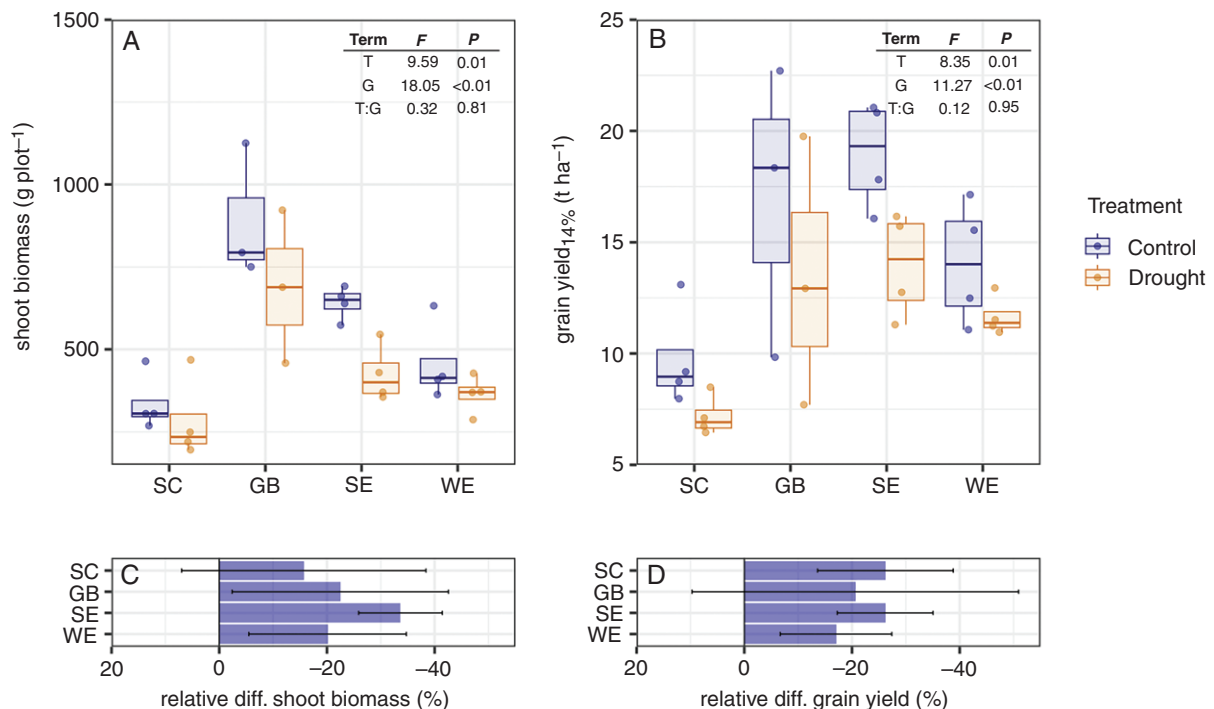 A
Term F P
T 9.59 0.01
G 18.05 <0.01
T:G 0.32 0.81
1500
1000
500
shoot biomass (g plot⁻¹)
SC GB SE WE
B
Term F P
T 8.35 0.01
G 11.27 <0.01
T:G 0.12 0.95
25
20
15
10
5
grain yield₁₄% (t ha⁻¹)
SC GB SE WE
Treatment
Control
Drought
C
SC
GB
SE
WE
20 0 −20 −40
relative diff. shoot biomass (%)
D
SC
GB
SE
WE
20 0 −20 −40
relative diff. grain yield (%)